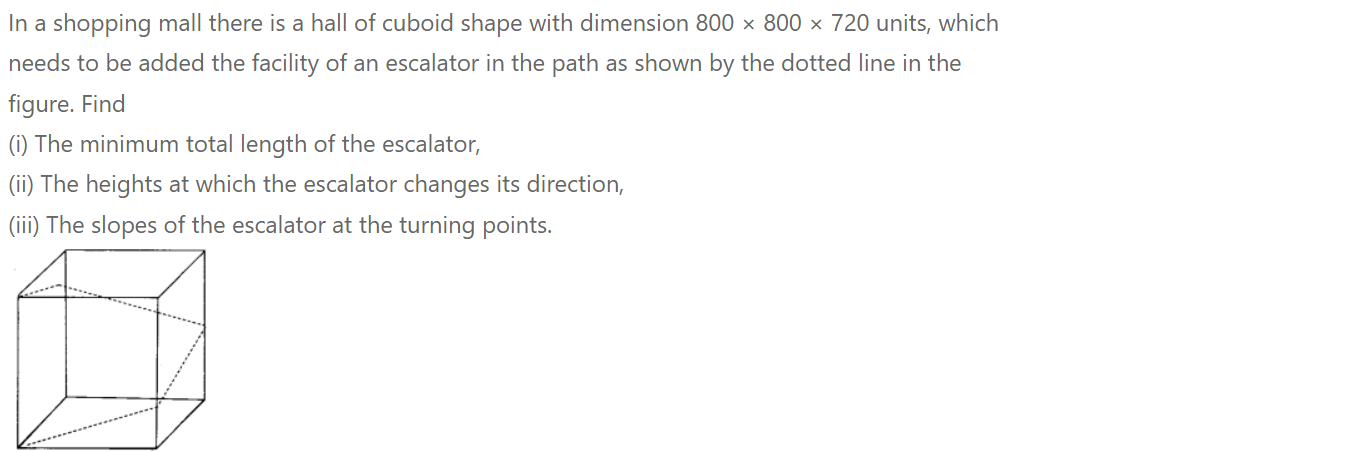 In a shopping mall there is a hall of cuboid shape with dimension 800 × 800 × 720 units, which
needs to be added the facility of an escalator in the path as shown by the dotted line in the
figure. Find
(i) The minimum total length of the escalator,
(ii) The heights at which the escalator changes its direction,
(iii) The slopes of the escalator at the turning points.